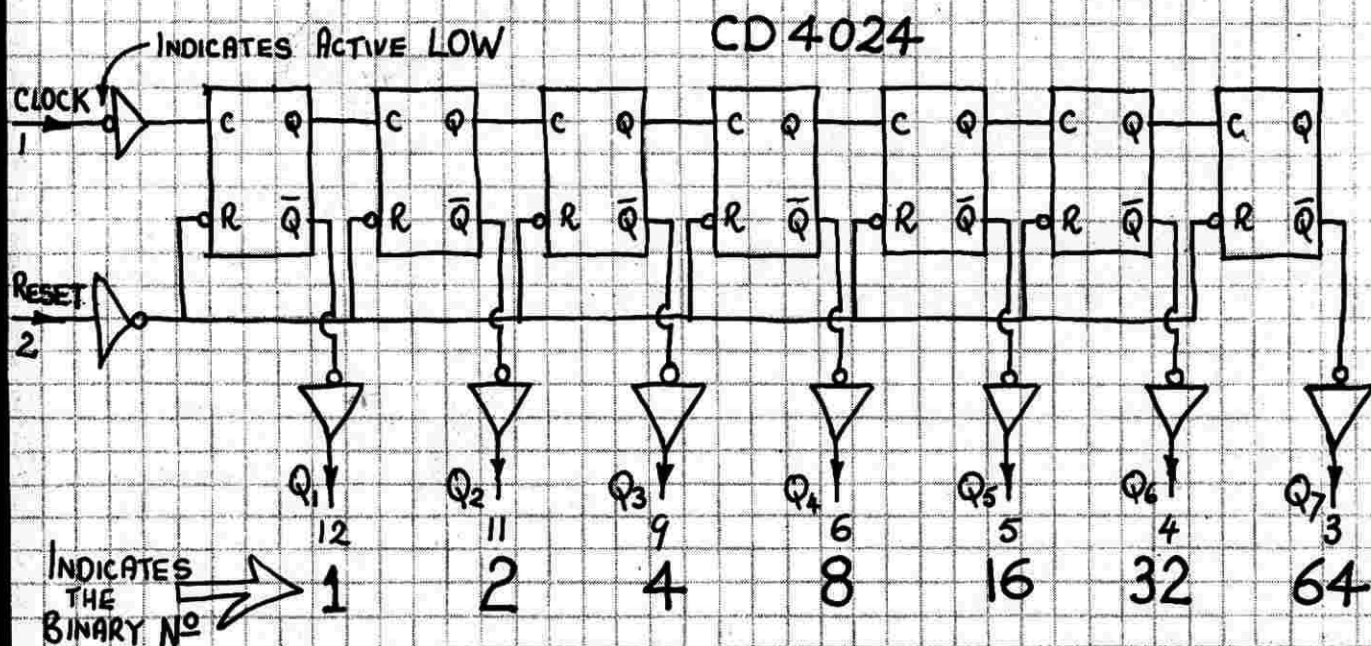 CD 4024
INDICATES ACTIVE LOW
CLOCK
1
C Q C Q C Q C Q C Q C Q C Q
R Q̅ R Q̅ R Q̅ R Q̅ R Q̅ R Q̅ R Q̅
RESET
2
Q1 Q2 Q3 Q4 Q5 Q6 Q7
12 11 9 6 5 4 3
INDICATES
THE
BINARY Nº
1 2 4 8 16 32 64